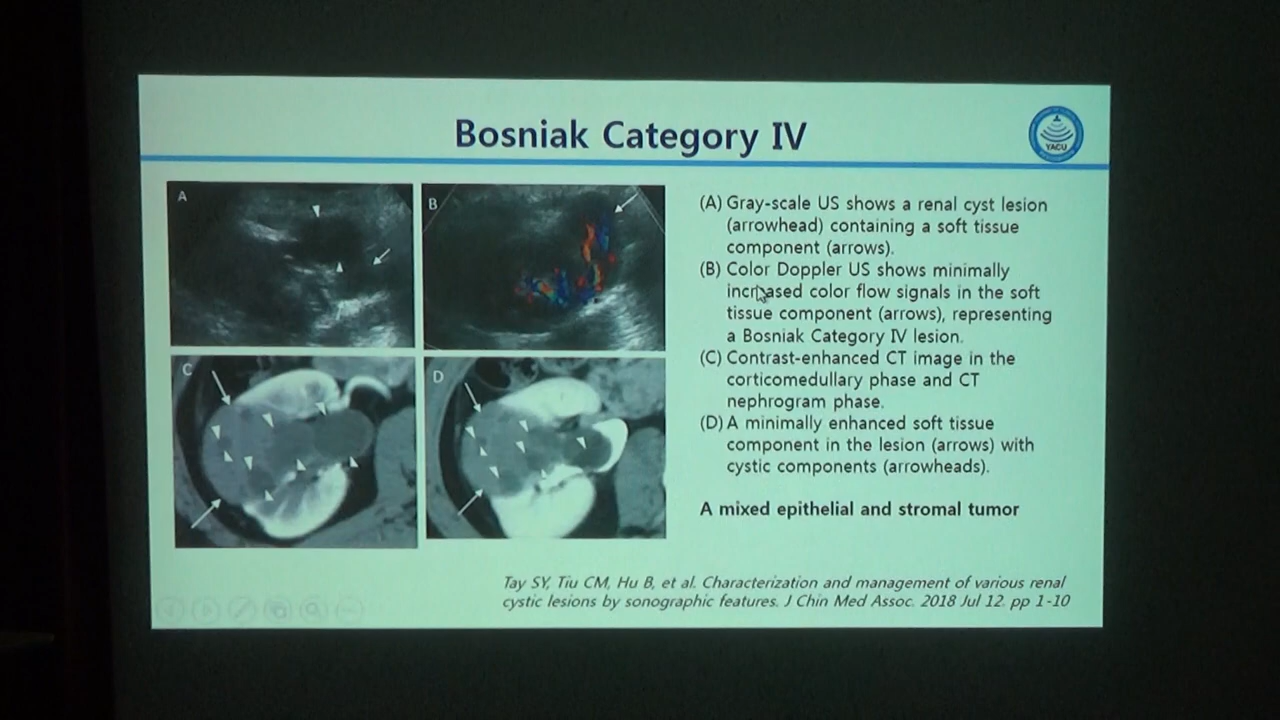 Bosniak Category IV
YACU
A
B
C
D
(A) Gray-scale US shows a renal cyst lesion
(arrowhead) containing a soft tissue
component (arrows).
(B) Color Doppler US shows minimally
increased color flow signals in the soft
tissue component (arrows), representing
a Bosniak Category IV lesion.
(C) Contrast-enhanced CT image in the
corticomedullary phase and CT
nephrogram phase.
(D) A minimally enhanced soft tissue
component in the lesion (arrows) with
cystic components (arrowheads).
A mixed epithelial and stromal tumor
Tay SY, Tiu CM, Hu B, et al. Characterization and management of various renal
cystic lesions by sonographic features. J Chin Med Assoc. 2018 Jul 12. pp 1-10